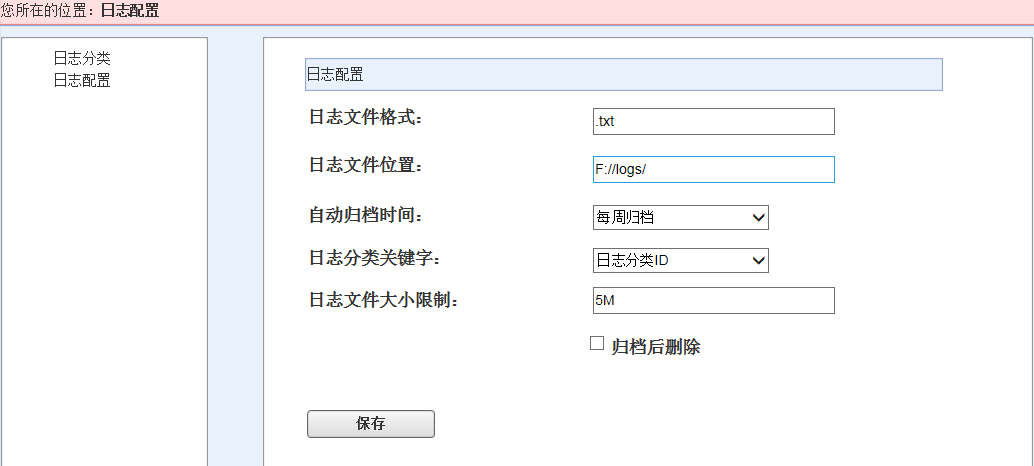 您所在的位置：日志配置
日志分类
日志配置
日志配置
日志文件格式： .txt
日志文件位置： F://logs/
自动归档时间： 每周归档
日志分类关键字： 日志分类ID
日志文件大小限制： 5M
归档后删除
保存